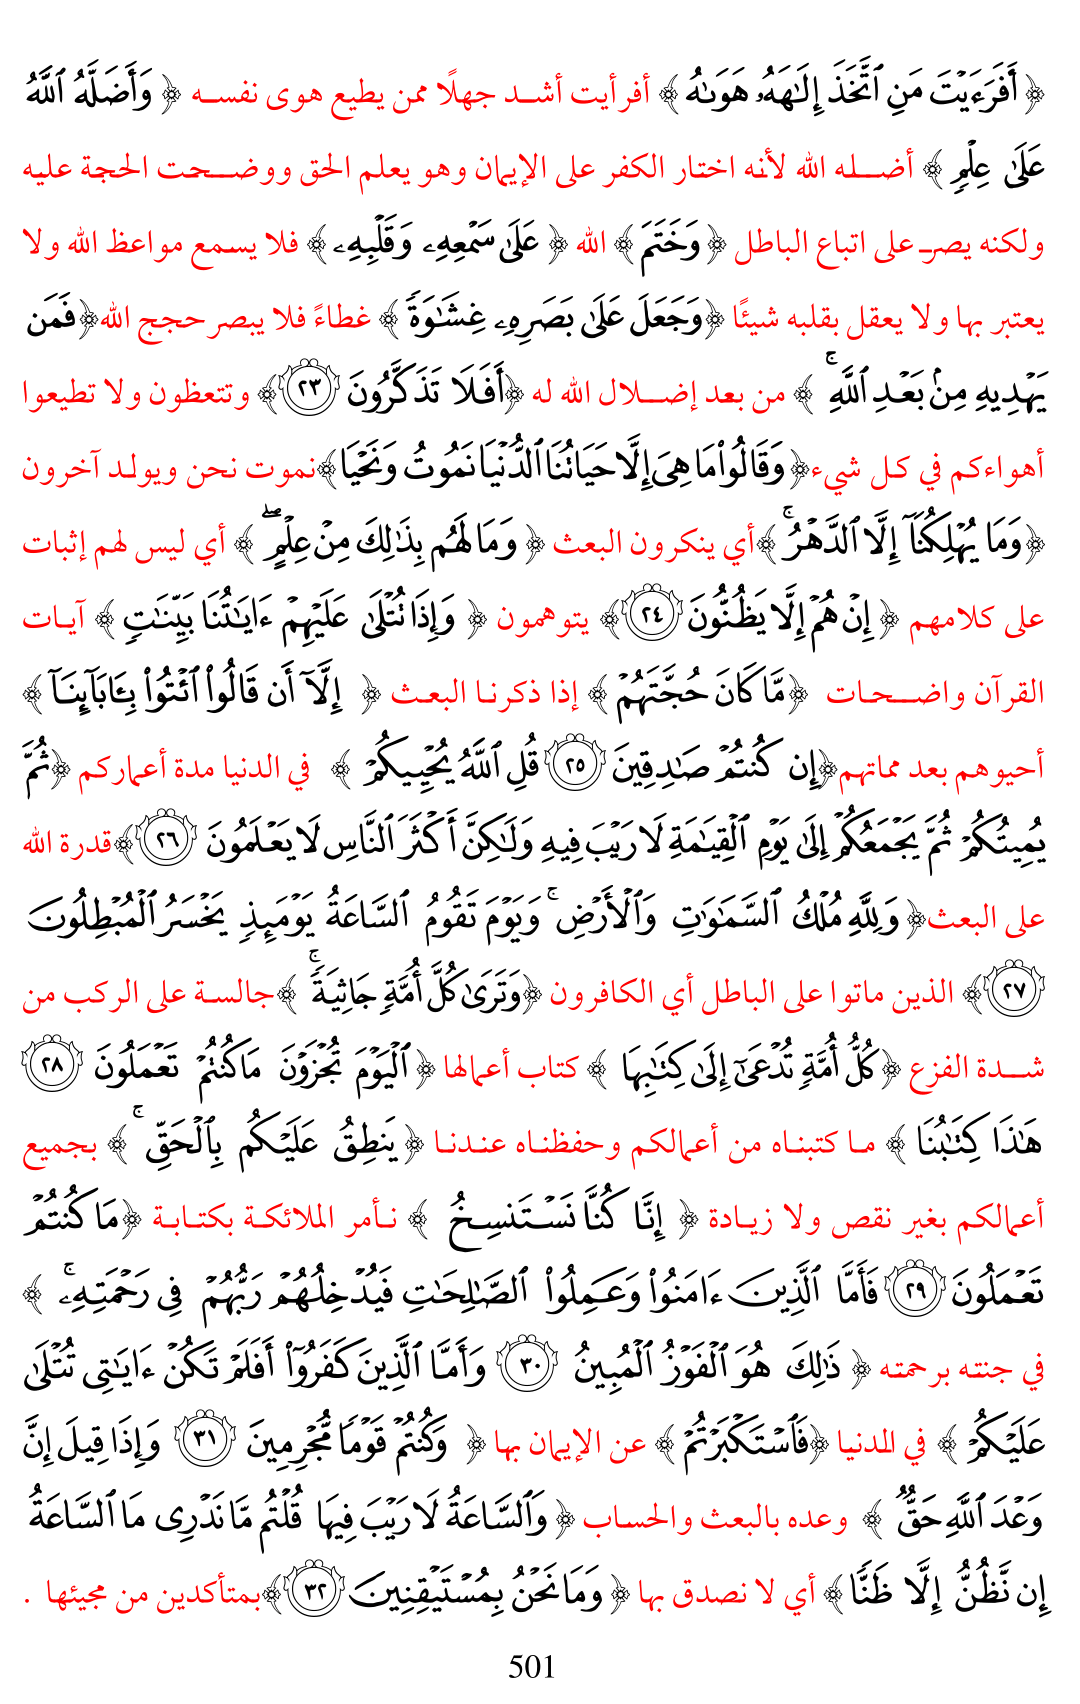 ﴿ أَفَرَءَيْتَ مَنِ ٱتَّخَذَ إِلَٰهَهُۥ هَوَىٰهُ ﴾ أفرأيت أشد جهلًا ممن يطيع هوى نفسه ﴿ وَأَضَلَّهُ ٱللَّهُ
عَلَىٰ عِلْمٍۢ ﴾ أضله الله لأنه اختار الكفر على الإيمان وهو يعلم الحق ووضحت الحجة عليه
ولكنه يصر على اتباع الباطل ﴿ وَخَتَمَ ﴾ الله ﴿ عَلَىٰ سَمْعِهِۦ وَقَلْبِهِۦ ﴾ فلا يسمع مواعظ الله ولا
يعتبر بها ولا يعقل بقلبه شيئًا ﴿وَجَعَلَ عَلَىٰ بَصَرِهِۦ غِشَٰوَةً ﴾ غطاءً فلا يبصر حجج الله ﴿فَمَن
يَهْدِيهِ مِنۢ بَعْدِ ٱللَّهِ ۚ ﴾ من بعد إضلال الله له ﴿أَفَلَا تَذَكَّرُونَ ٢٣﴾ وتتعظون ولا تطيعوا
أهواءكم في كل شيء ﴿ وَقَالُوا۟ مَا هِىَ إِلَّا حَيَاتُنَا ٱلدُّنْيَا نَمُوتُ وَنَحْيَا﴾ نموت نحن ويولد آخرون
﴿وَمَا يُهْلِكُنَآ إِلَّا ٱلدَّهْرُ ۚ ﴾ أي ينكرون البعث ﴿ وَمَا لَهُم بِذَٰلِكَ مِنْ عِلْمٍ ۖ ﴾ أي ليس لهم إثبات
على كلامهم ﴿ إِنْ هُمْ إِلَّا يَظُنُّونَ ٢٤﴾ يتوهمون ﴿ وَإِذَا تُتْلَىٰ عَلَيْهِمْ ءَايَٰتُنَا بَيِّنَٰتٍۢ ﴾ آيات
القرآن واضحات ﴿مَّا كَانَ حُجَّتَهُمْ ﴾ إذا ذكرنا البعث ﴿ إِلَّآ أَن قَالُوا۟ ٱئْتُوا۟ بِـَٔابَآئِنَآ ﴾
أحيوهم بعد مماتهم ﴿إِن كُنتُمْ صَٰدِقِينَ ٢٥ قُلِ ٱللَّهُ يُحْيِيكُمْ ﴾ في الدنيا مدة أعماركم ﴿ثُمَّ
يُمِيتُكُمْ ثُمَّ يَجْمَعُكُمْ إِلَىٰ يَوْمِ ٱلْقِيَٰمَةِ لَا رَيْبَ فِيهِ وَلَٰكِنَّ أَكْثَرَ ٱلنَّاسِ لَا يَعْلَمُونَ ٢٦﴾ قدرة الله
على البعث ﴿ وَلِلَّهِ مُلْكُ ٱلسَّمَٰوَٰتِ وَٱلْأَرْضِ ۚ وَيَوْمَ تَقُومُ ٱلسَّاعَةُ يَوْمَئِذٍۢ يَخْسَرُ ٱلْمُبْطِلُونَ
٢٧﴾ الذين ماتوا على الباطل أي الكافرون ﴿وَتَرَىٰ كُلَّ أُمَّةٍۢ جَاثِيَةًۭ ۚ ﴾ جالسة على الركب من
شدة الفزع ﴿كُلُّ أُمَّةٍۢ تُدْعَىٰٓ إِلَىٰ كِتَٰبِهَا ﴾ كتاب أعمالها ﴿ ٱلْيَوْمَ تُجْزَوْنَ مَا كُنتُمْ تَعْمَلُونَ ٢٨
هَٰذَا كِتَٰبُنَا ﴾ ما كتبناه من أعمالكم وحفظناه عندنا ﴿ يَنطِقُ عَلَيْكُم بِٱلْحَقِّ ۚ ﴾ بجميع
أعمالكم بغير نقص ولا زيادة ﴿ إِنَّا كُنَّا نَسْتَنسِخُ ﴾ نأمر الملائكة بكتابة ﴿مَا كُنتُمْ
تَعْمَلُونَ ٢٩ فَأَمَّا ٱلَّذِينَ ءَامَنُوا۟ وَعَمِلُوا۟ ٱلصَّٰلِحَٰتِ فَيُدْخِلُهُمْ رَبُّهُمْ فِى رَحْمَتِهِۦ ۚ ﴾
في جنته برحمته ﴿ ذَٰلِكَ هُوَ ٱلْفَوْزُ ٱلْمُبِينُ ٣٠ وَأَمَّا ٱلَّذِينَ كَفَرُوٓا۟ أَفَلَمْ تَكُنْ ءَايَٰتِى تُتْلَىٰ
عَلَيْكُمْ ﴾ في الدنيا ﴿فَٱسْتَكْبَرْتُمْ ﴾ عن الإيمان بها ﴿ وَكُنتُمْ قَوْمًۭا مُّجْرِمِينَ ٣١ وَإِذَا قِيلَ إِنَّ
وَعْدَ ٱللَّهِ حَقٌّۭ ﴾ وعده بالبعث والحساب ﴿ وَٱلسَّاعَةُ لَا رَيْبَ فِيهَا قُلْتُم مَّا نَدْرِى مَا ٱلسَّاعَةُ
إِن نَّظُنُّ إِلَّا ظَنًّۭا ﴾ أي لا نصدق بها ﴿ وَمَا نَحْنُ بِمُسْتَيْقِنِينَ ٣٢﴾ بمتأكدين من مجيئها .
501